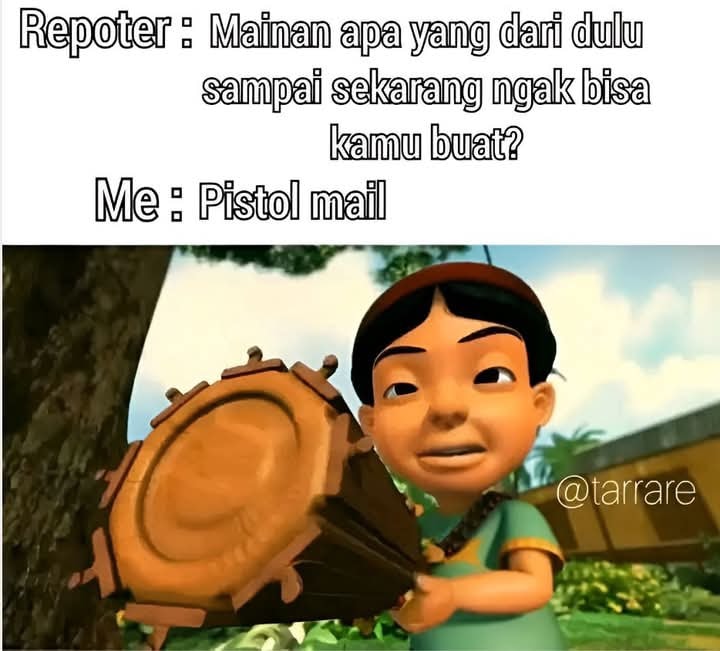 Repoter : Mainan apa yang dari dulu
sampai sekarang ngak bisa
kamu buat?
Me : Pistol mail
@tarrare